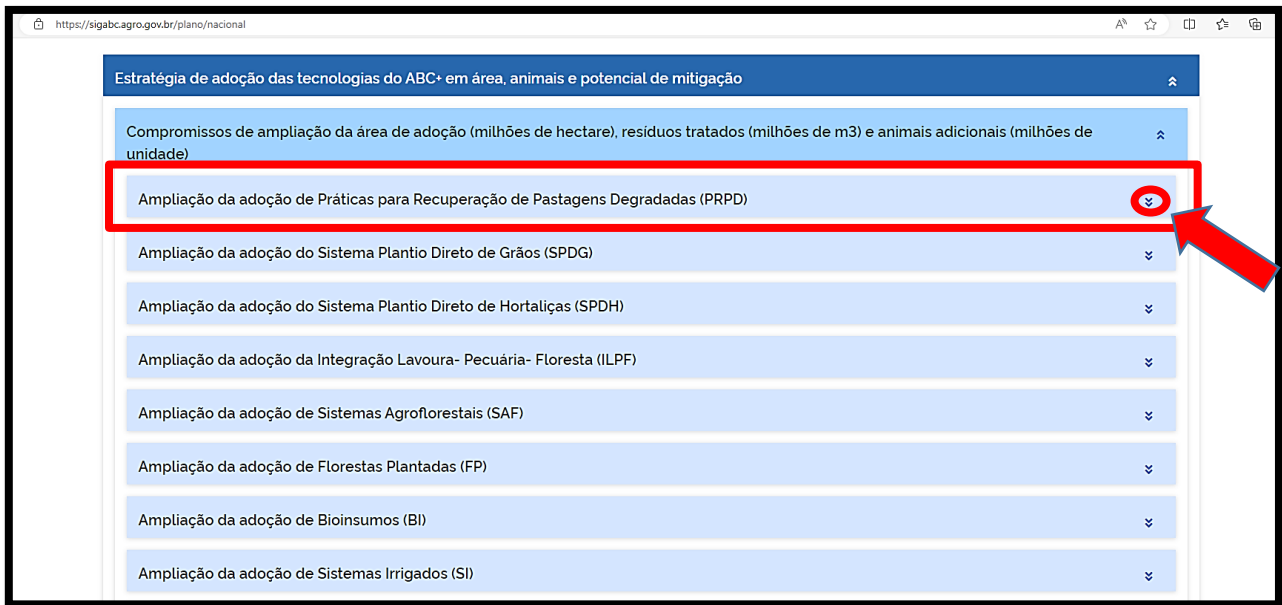 https://sigabc.agro.gov.br/plano/nacional
Estratégia de adoção das tecnologias do ABC+ em área, animais e potencial de mitigação
Compromissos de ampliação da área de adoção (milhões de hectare), resíduos tratados (milhões de m3) e animais adicionais (milhões de
unidade)
Ampliação da adoção de Práticas para Recuperação de Pastagens Degradadas (PRPD)
Ampliação da adoção do Sistema Plantio Direto de Grãos (SPDG)
Ampliação da adoção do Sistema Plantio Direto de Hortaliças (SPDH)
Ampliação da adoção da Integração Lavoura- Pecuária- Floresta (ILPF)
Ampliação da adoção de Sistemas Agroflorestais (SAF)
Ampliação da adoção de Florestas Plantadas (FP)
Ampliação da adoção de Bioinsumos (BI)
Ampliação da adoção de Sistemas Irrigados (SI)